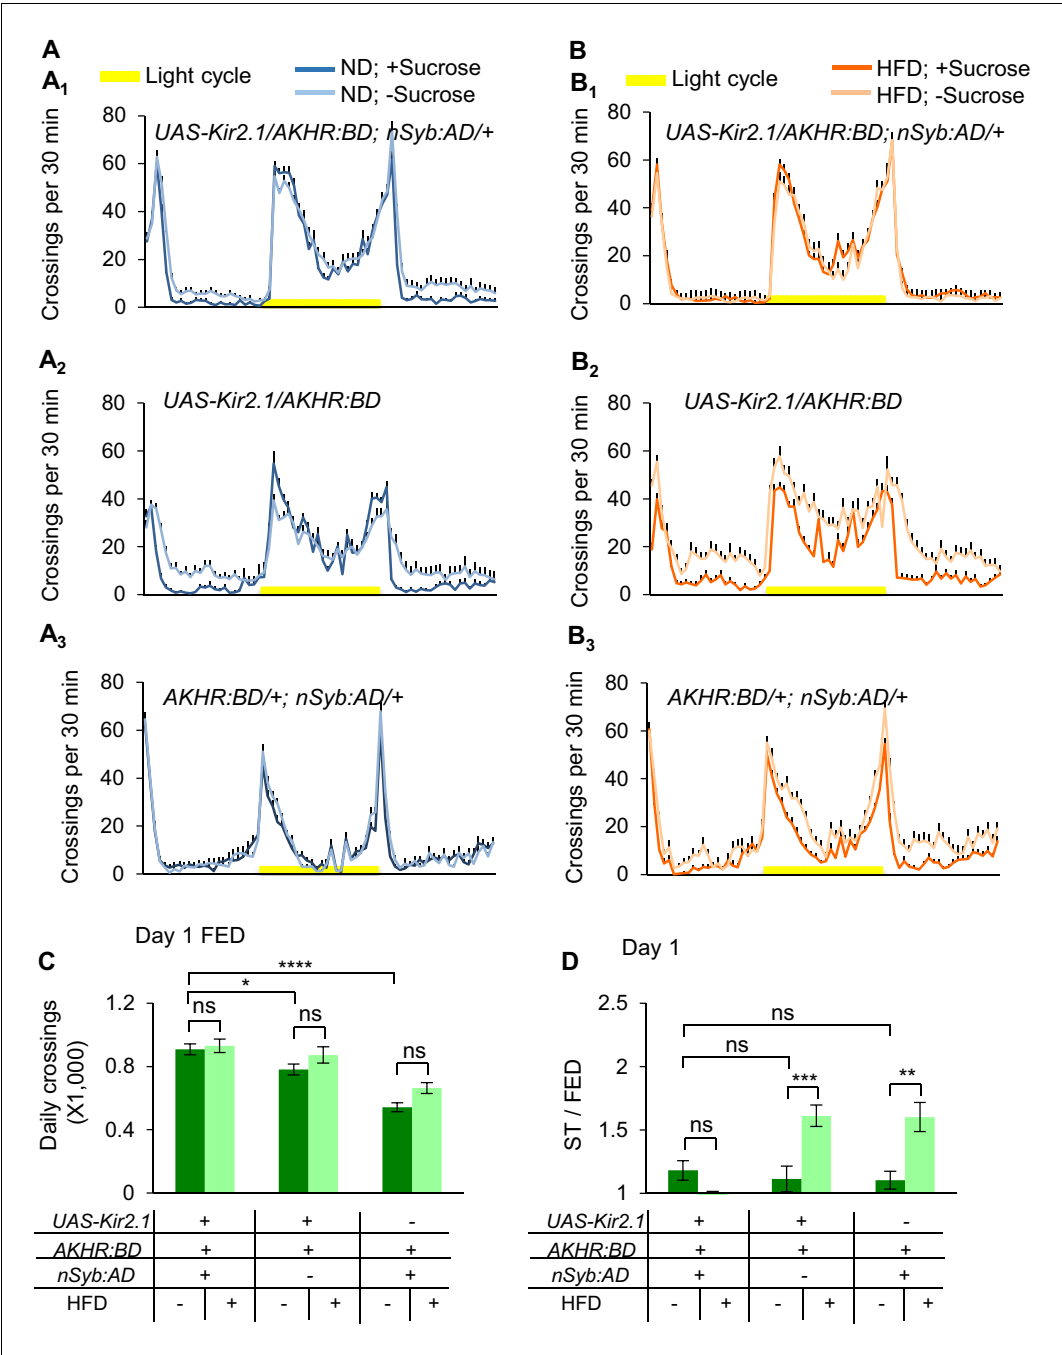 A
A1
Light cycle
ND; +Sucrose
ND; -Sucrose
UAS-Kir2.1/AKHR:BD; nSyb:AD/+
Crossings per 30 min
80
60
40
20
0
B
B1
Light cycle
HFD; +Sucrose
HFD; -Sucrose
UAS-Kir2.1/AKHR:BD; nSyb:AD/+
Crossings per 30 min
80
60
40
20
0
A2
UAS-Kir2.1/AKHR:BD
Crossings per 30 min
80
60
40
20
0
B2
UAS-Kir2.1/AKHR:BD
Crossings per 30 min
80
60
40
20
0
A3
AKHR:BD/+; nSyb:AD/+
Crossings per 30 min
80
60
40
20
0
B3
AKHR:BD/+; nSyb:AD/+
Crossings per 30 min
80
60
40
20
0
C
Day 1 FED
Daily crossings
(X1,000)
1.2
0.8
0.4
0
****
*
ns
ns
ns
UAS-Kir2.1 + + -
AKHR:BD + + +
nSyb:AD + - +
HFD - + - + - +
D
Day 1
ST / FED
2.5
2
1.5
1
ns
ns
ns
***
**
UAS-Kir2.1 + + -
AKHR:BD + + +
nSyb:AD + - +
HFD - + - + - +